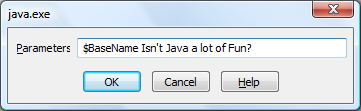 java.exe
Parameters $BaseName Isn't Java a lot of Fun?
OK Cancel Help